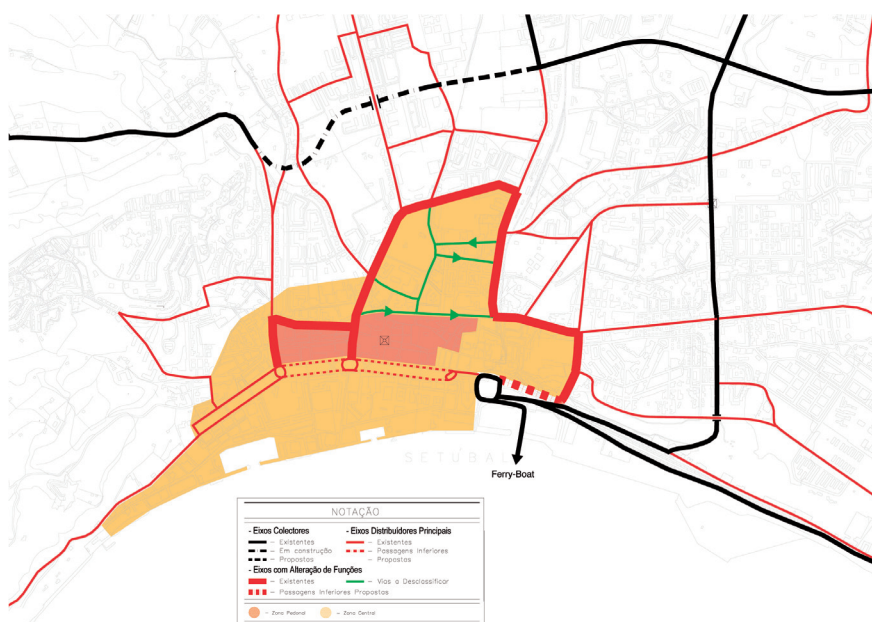 SETUBAL
Ferry-Boat
NOTAÇÃO
- Eixos Colectores
- Existentes
- Em construção
- Propostos
- Eixos Distribuidores Principais
- Existentes
- Passagens Inferiores
- Propostos
- Eixos com Alteração de Funções
- Existentes
- Vias a Desclassificar
- Passagens Inferiores Propostos
- Zona Pedonal
- Zona Central